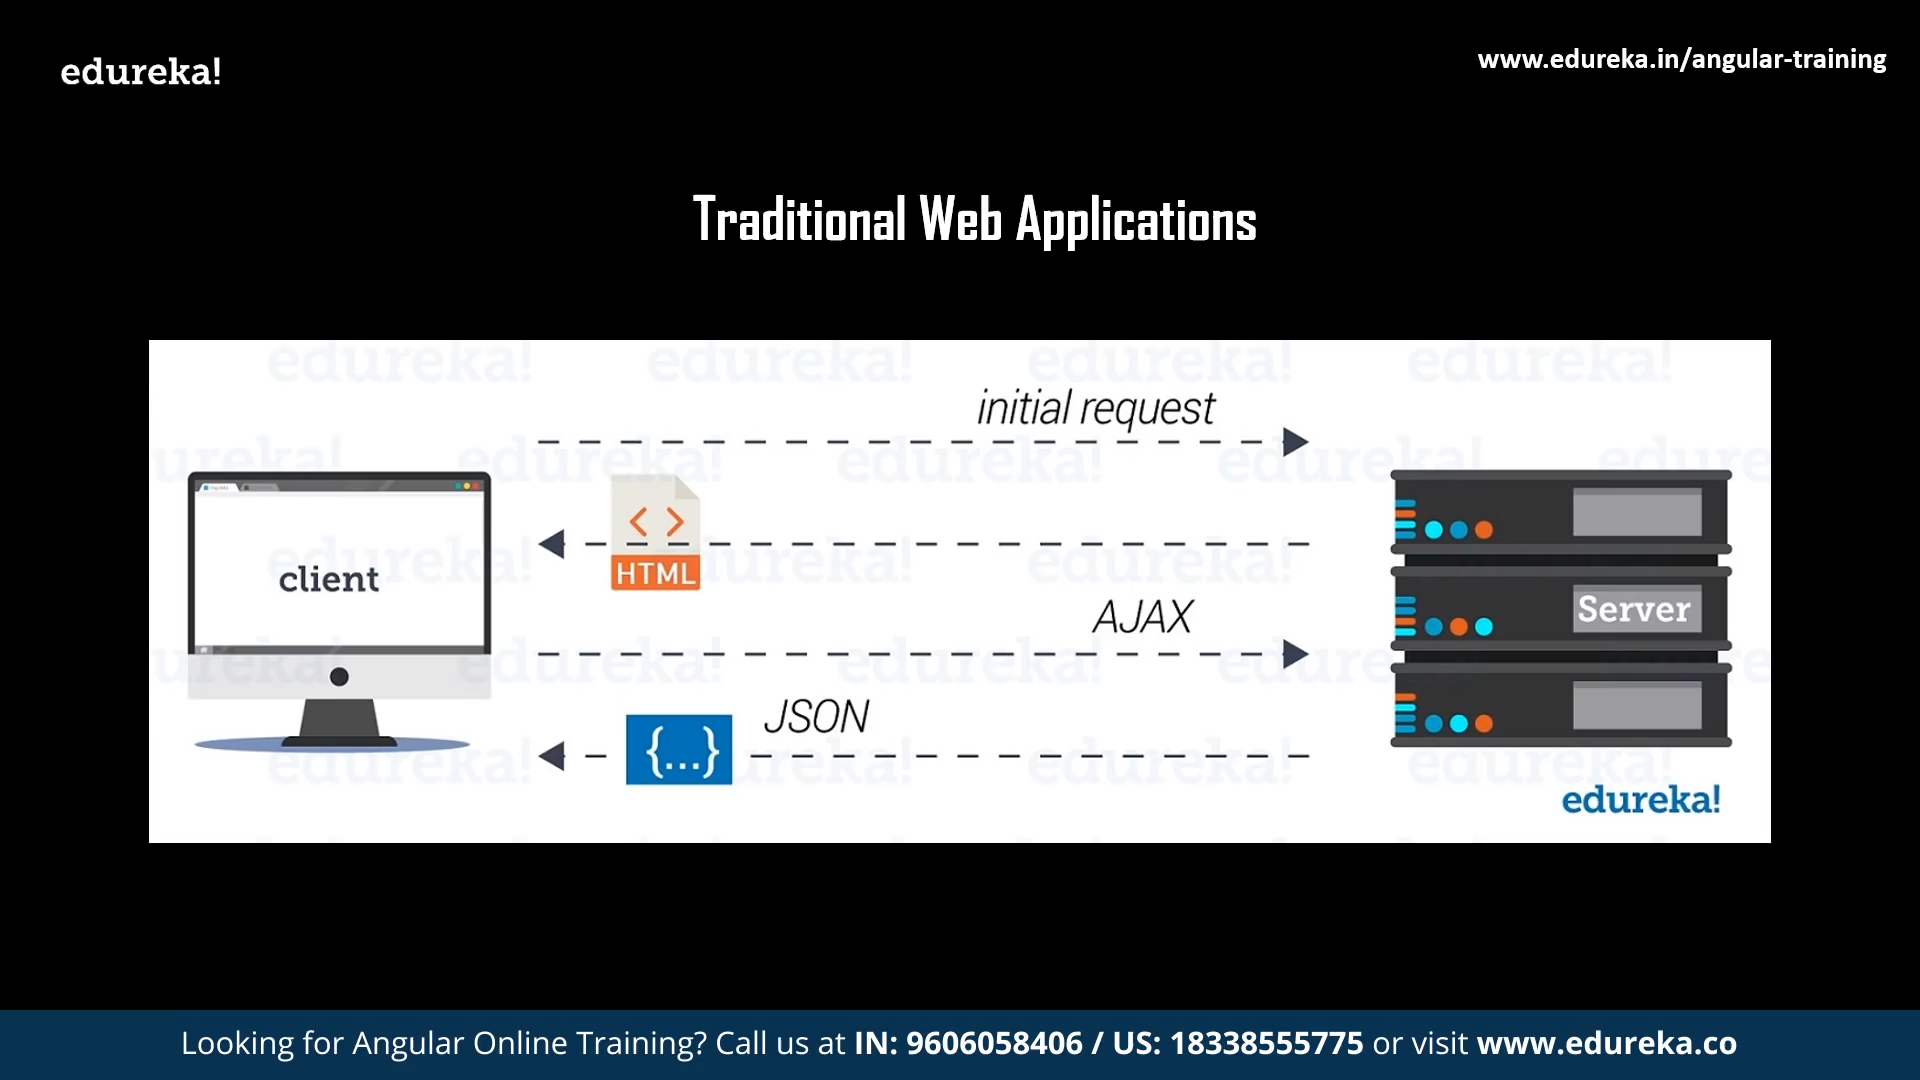 edureka!
www.edureka.in/angular-training
Traditional Web Applications
initial request
client
HTML
AJAX
Server
JSON
{...}
edureka!
Looking for Angular Online Training? Call us at IN: 9606058406 / US: 18338555775 or visit www.edureka.co